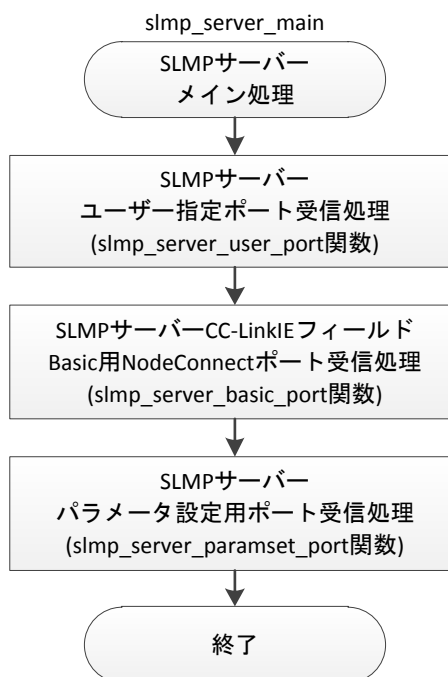 slmp_server_main
SLMPサーバー
メイン処理
SLMPサーバー
ユーザー指定ポート受信処理
(slmp_server_user_port関数)
SLMPサーバーCC-LinkIEフィールド
Basic用NodeConnectポート受信処理
(slmp_server_basic_port関数)
SLMPサーバー
パラメータ設定用ポート受信処理
(slmp_server_paramset_port関数)
終了